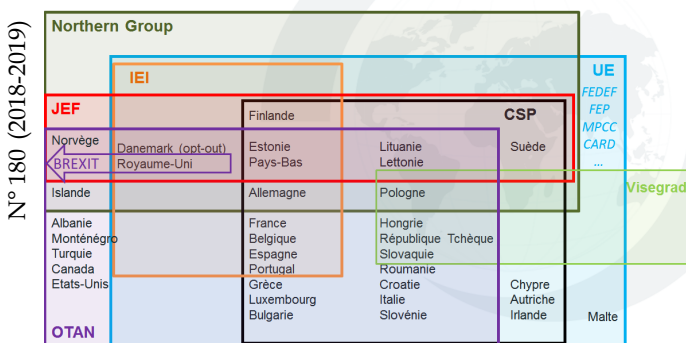 N° 180 (2018-2019)
Northern Group
IEI
UE
FEDEF
FEP
MPCC
CARD
...
JEF
Finlande
CSP
Norvège
Danemark (opt-out)
Estonie
Lituanie
Suède
BREXIT
Royaume-Uni
Pays-Bas
Lettonie
Visegrad
Islande
Allemagne
Pologne
Albanie
France
Hongrie
Monténégro
Belgique
République Tchèque
Turquie
Espagne
Slovaquie
Canada
Portugal
Roumanie
Etats-Unis
Grèce
Croatie
Chypre
Luxembourg
Italie
Autriche
Bulgarie
Slovénie
Irlande
Malte
OTAN